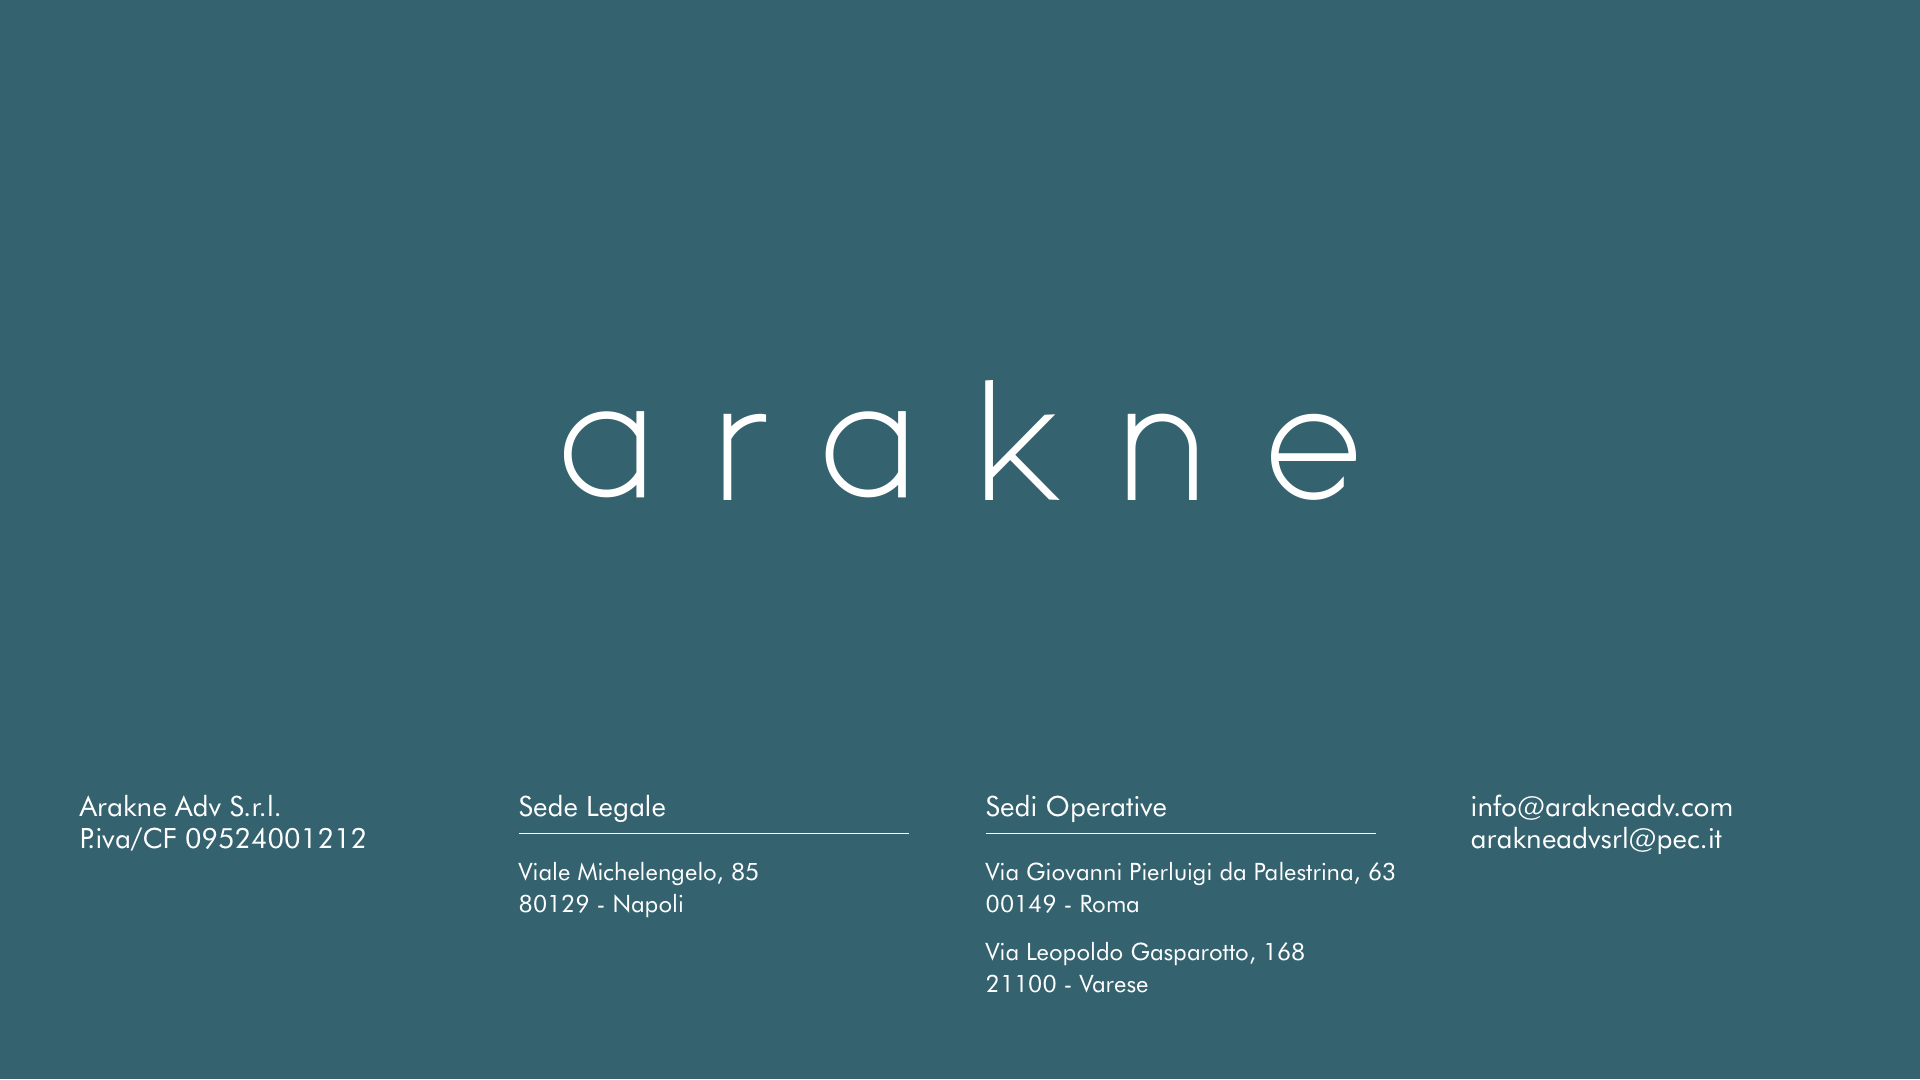 arakne
Arakne Adv S.r.l.
P.iva/CF 09524001212
Sede Legale
Viale Michelengelo, 85
80129 - Napoli
Sedi Operative
Via Giovanni Pierluigi da Palestrina, 63
00149 - Roma
Via Leopoldo Gasparotto, 168
21100 - Varese
info@arakneadv.com
arakneadvsrl@pec.it